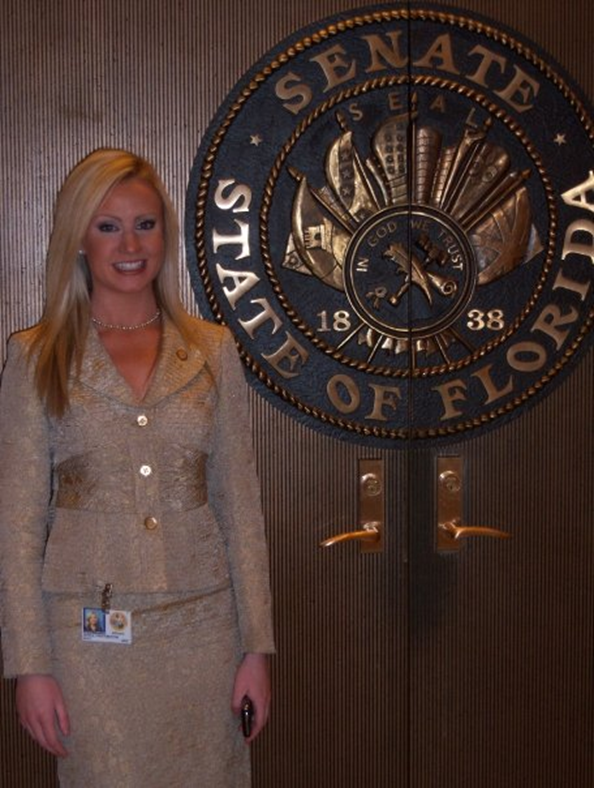 SENATE
SEAL
IN GOD WE TRUST
1838
STATE OF FLORIDA